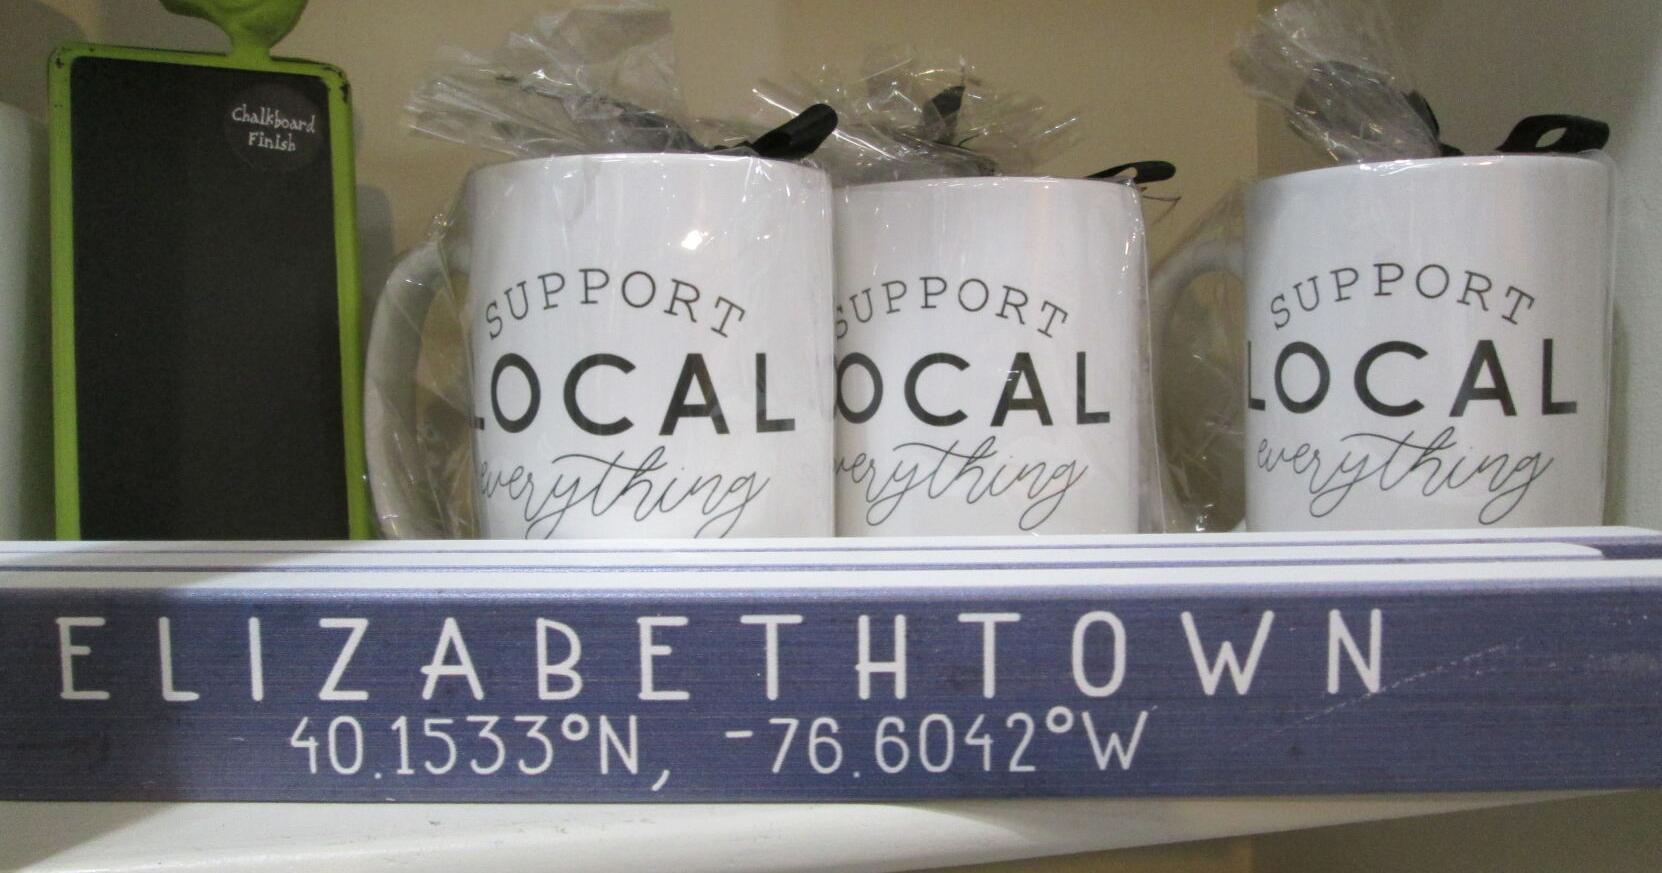 Chalkboard
Finish
SUPPORT
LOCAL
everything
SUPPORT
OCAL
verything
SUPPORT
LOCAL
everything
ELIZABETHTOWN
40.1533°N, -76.6042°W